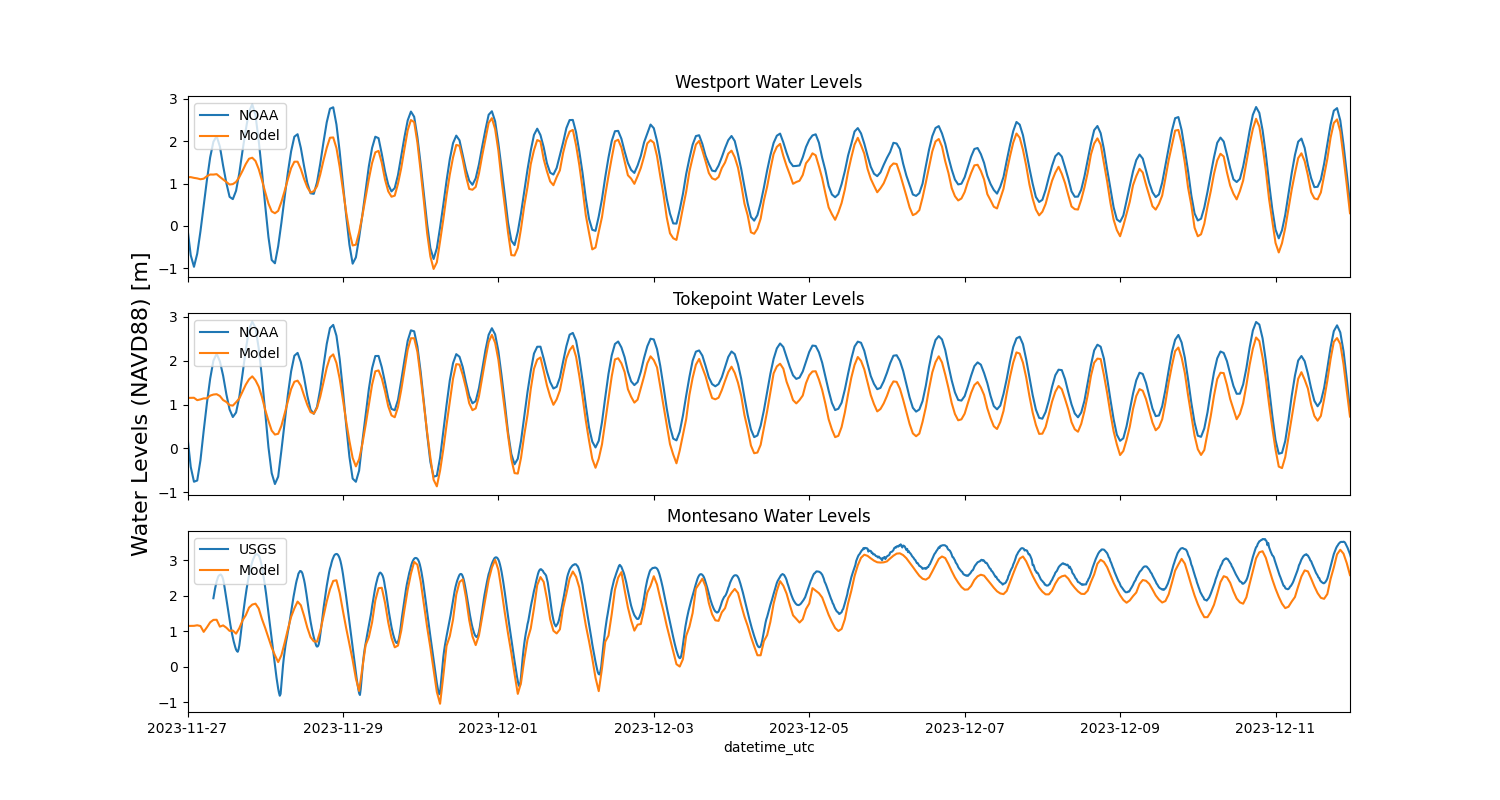 Westport Water Levels
3
2
1
0
−1
NOAA
Model
Tokepoint Water Levels
3
2
1
0
−1
NOAA
Model
Water Levels (NAVD88) [m]
Montesano Water Levels
3
2
1
0
−1
USGS
Model
2023-11-27 2023-11-29 2023-12-01 2023-12-03 2023-12-05 2023-12-07 2023-12-09 2023-12-11
datetime_utc